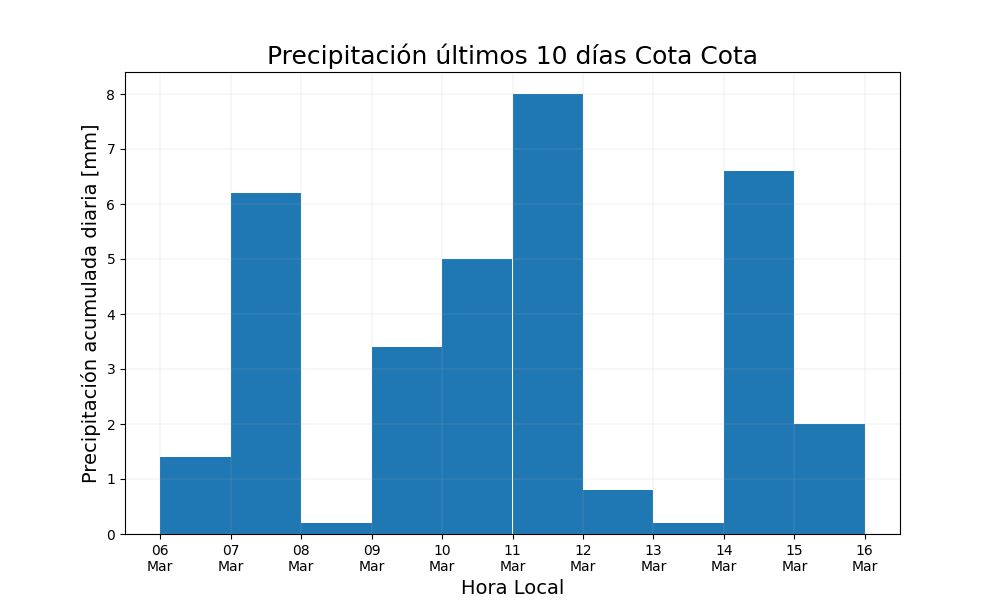 Precipitación últimos 10 días Cota Cota
Precipitación acumulada diaria [mm]
8
7
6
5
4
3
2
1
0
06 07 08 09 10 11 12 13 14 15 16
Mar Mar Mar Mar Mar Mar Mar Mar Mar Mar Mar
Hora Local